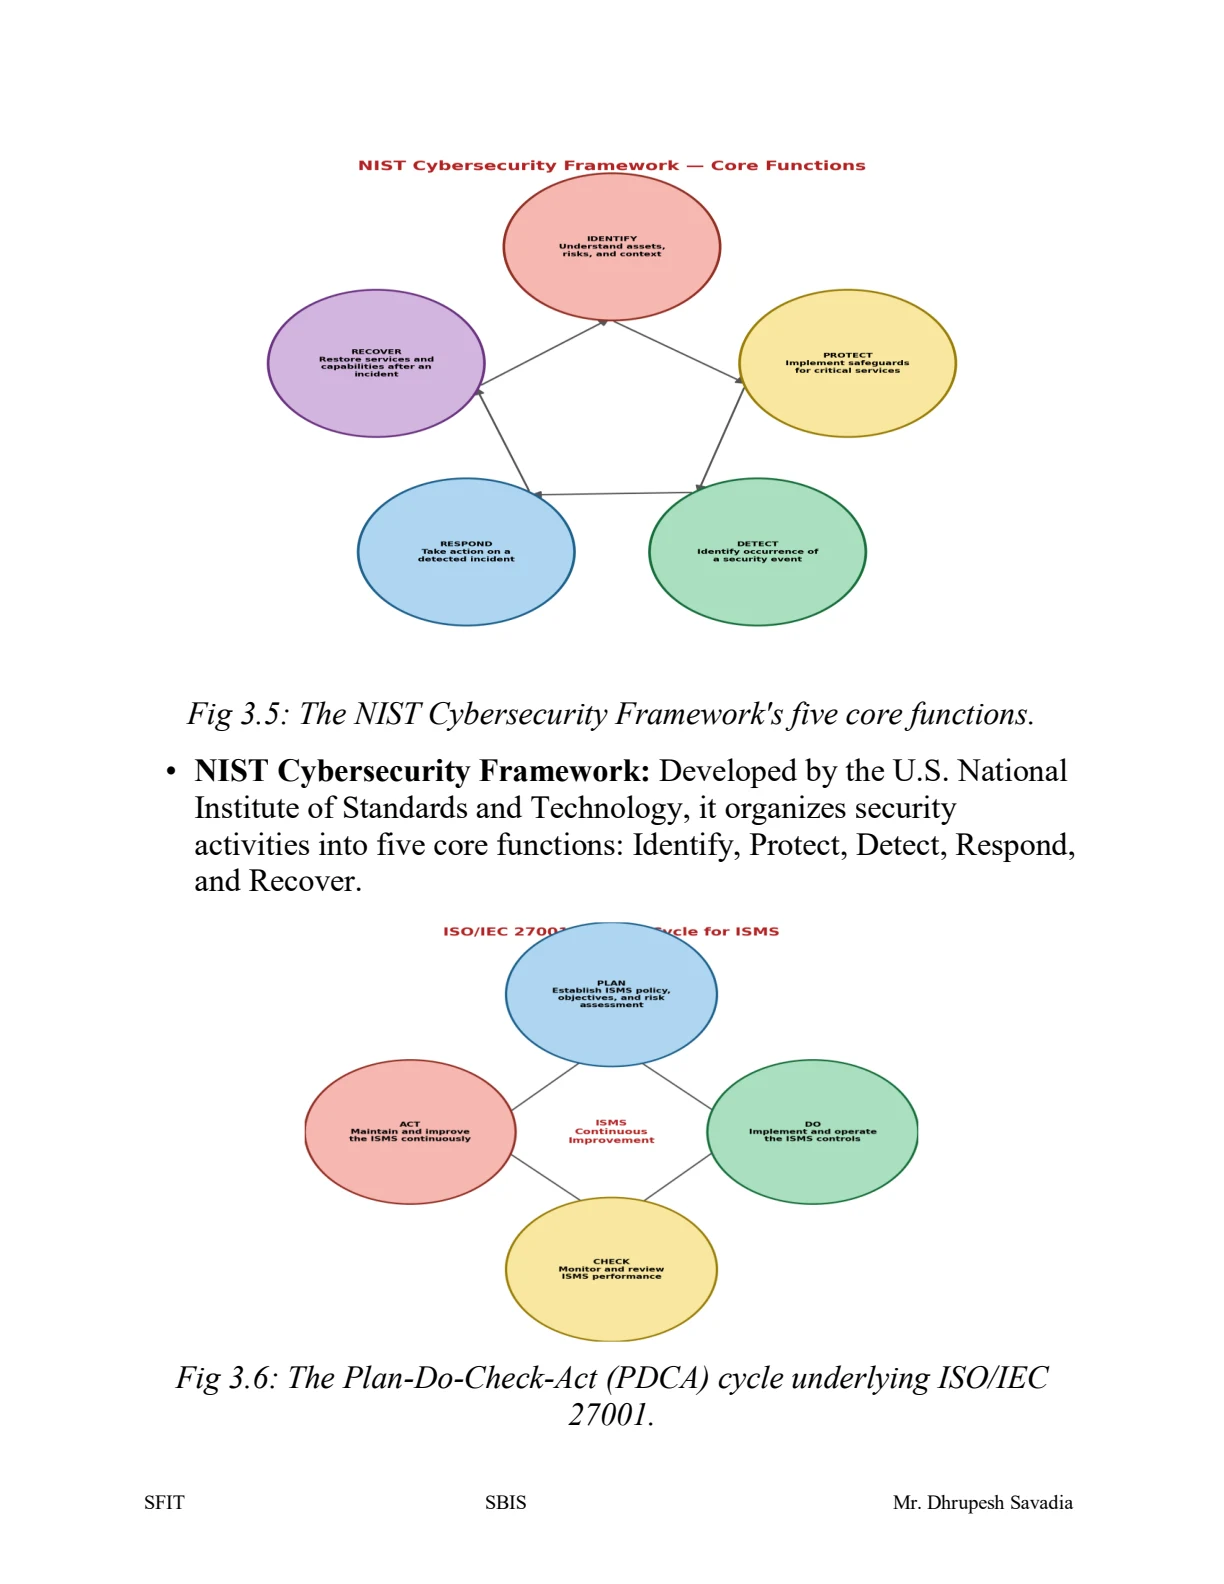 NIST Cybersecurity Framework — Core Functions
IDENTIFY
Understand assets,
risks, and context
RECOVER
Restore services and
capabilities after an
incident
PROTECT
Implement safeguards
for critical services
RESPOND
Take action on a
detected incident
DETECT
Identify occurrence of
a security event
Fig 3.5: The NIST Cybersecurity Framework's five core functions.
• NIST Cybersecurity Framework: Developed by the U.S. National
Institute of Standards and Technology, it organizes security
activities into five core functions: Identify, Protect, Detect, Respond,
and Recover.
ISO/IEC 27001 Cycle for ISMS
PLAN
Establish ISMS policy,
objectives, and risk
assessment
ACT
Maintain and improve
the ISMS continuously
ISMS
Continuous
Improvement
DO
Implement and operate
the ISMS controls
CHECK
Monitor and review
ISMS performance
Fig 3.6: The Plan-Do-Check-Act (PDCA) cycle underlying ISO/IEC
27001.
SFIT SBIS Mr. Dhrupesh Savadia